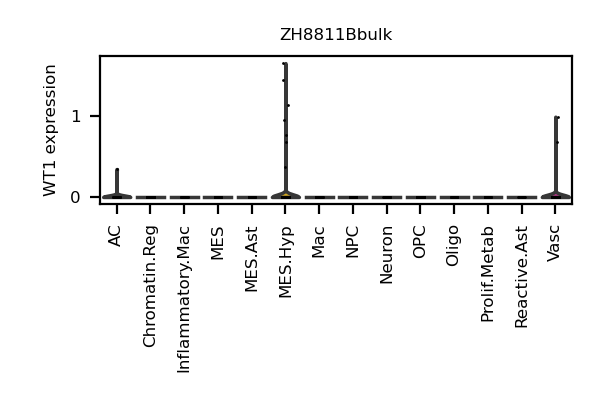 ZH8811Bbulk
WT1 expression
1
0
AC
Chromatin.Reg
Inflammatory.Mac
MES
MES.Ast
MES.Hyp
Mac
NPC
Neuron
OPC
Oligo
Prolif.Metab
Reactive.Ast
Vasc